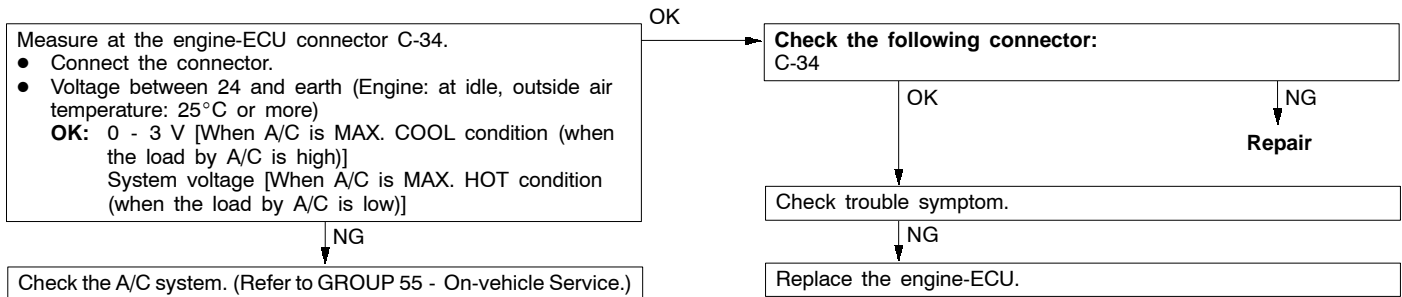 Measure at the engine-ECU connector C-34.
● Connect the connector.
● Voltage between 24 and earth (Engine: at idle, outside air
temperature: 25°C or more)
OK: 0 - 3 V [When A/C is MAX. COOL condition (when
the load by A/C is high)]
System voltage [When A/C is MAX. HOT condition
(when the load by A/C is low)]
NG
Check the A/C system. (Refer to GROUP 55 - On-vehicle Service.)
OK
Check the following connector:
C-34
OK
NG
Repair
Check trouble symptom.
NG
Replace the engine-ECU.